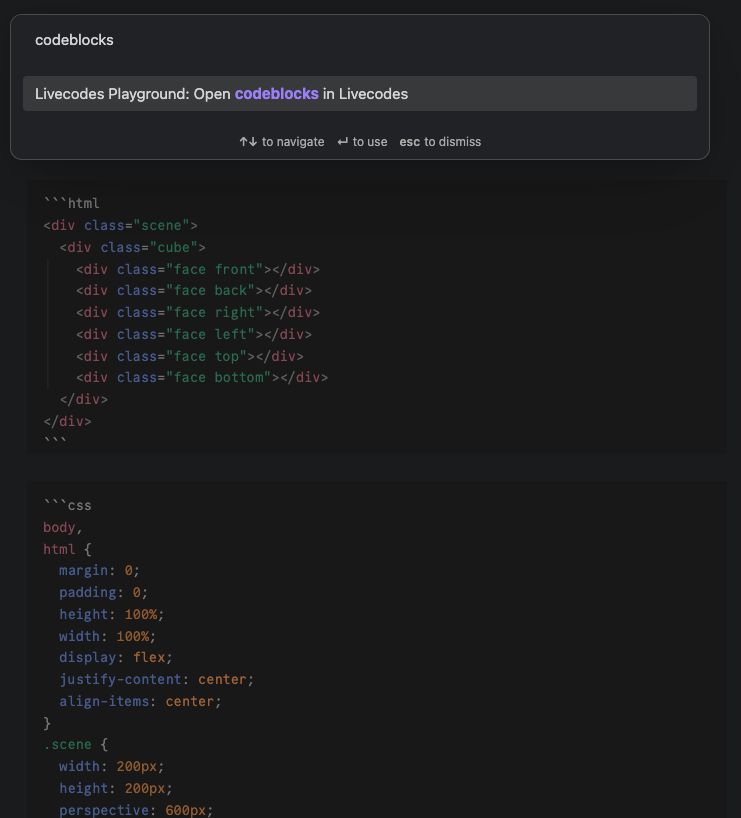 codeblocks
Livecodes Playground: Open codeblocks in Livecodes
↑↓ to navigate ↵ to use esc to dismiss
```html
<div class="scene">
  <div class="cube">
    <div class="face front"></div>
    <div class="face back"></div>
    <div class="face right"></div>
    <div class="face left"></div>
    <div class="face top"></div>
    <div class="face bottom"></div>
  </div>
</div>
```
```css
body,
html {
  margin: 0;
  padding: 0;
  height: 100%;
  width: 100%;
  display: flex;
  justify-content: center;
  align-items: center;
}
.scene {
  width: 200px;
  height: 200px;
  perspective: 600px;